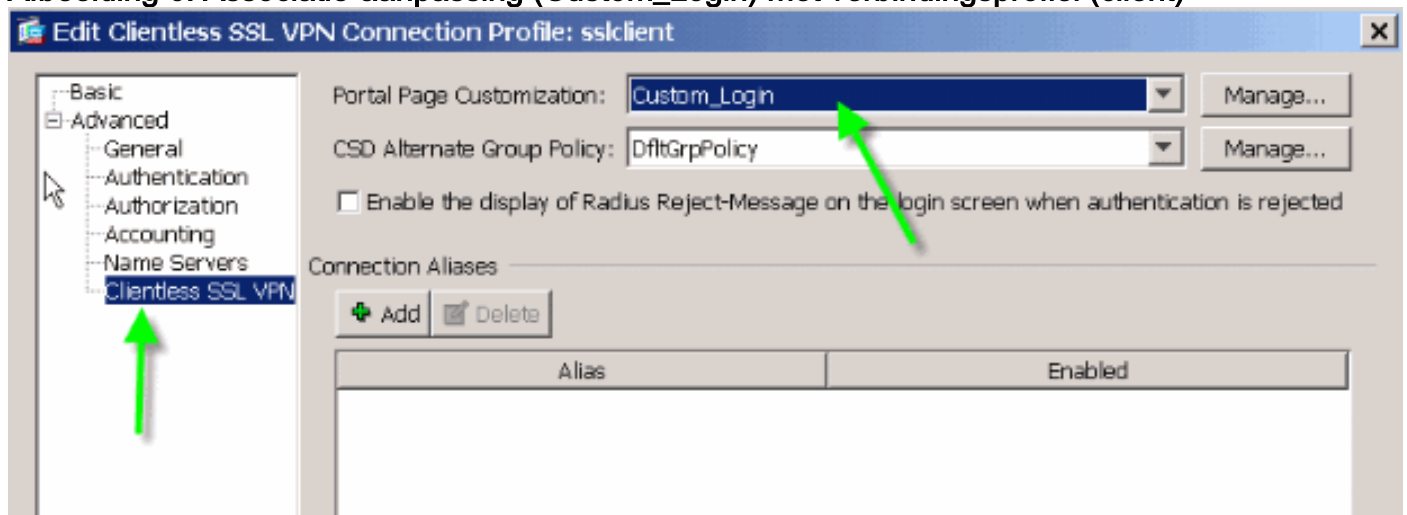 Edit Clientless SSL VPN Connection Profile: sslclient
Basic
Advanced
General
Authentication
Authorization
Accounting
Name Servers
Clientless SSL VPN
Portal Page Customization: Custom_Login Manage...
CSD Alternate Group Policy: DfltGrpPolicy Manage...
Enable the display of Radius Reject-Message on the login screen when authentication is rejected
Connection Aliases
Add Delete
Alias Enabled